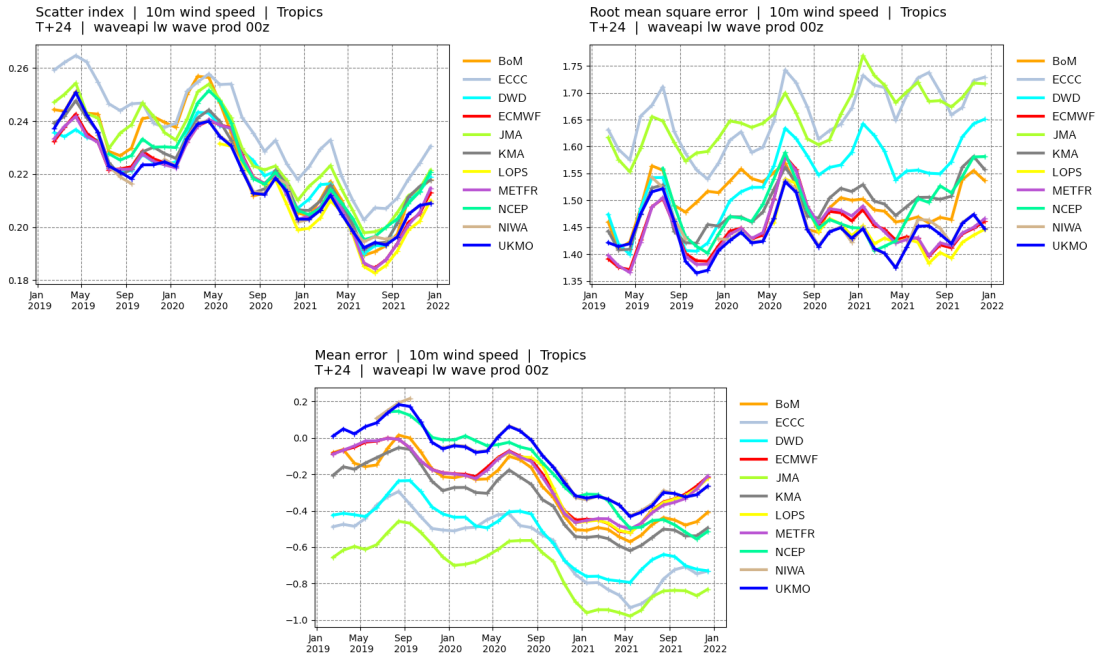 Scatter index | 10m wind speed | Tropics
T+24 | waveapi lw wave prod 00z
0.26
0.24
0.22
0.20
0.18
Jan 2019
May 2019
Sep 2019
Jan 2020
May 2020
Sep 2020
Jan 2021
May 2021
Sep 2021
Jan 2022
BoM
ECCC
DWD
ECMWF
JMA
KMA
LOPS
METFR
NCEP
NIWA
UKMO
Root mean square error | 10m wind speed | Tropics
T+24 | waveapi lw wave prod 00z
1.75
1.70
1.65
1.60
1.55
1.50
1.45
1.40
1.35
Jan 2019
May 2019
Sep 2019
Jan 2020
May 2020
Sep 2020
Jan 2021
May 2021
Sep 2021
Jan 2022
BoM
ECCC
DWD
ECMWF
JMA
KMA
LOPS
METFR
NCEP
NIWA
UKMO
Mean error | 10m wind speed | Tropics
T+24 | waveapi lw wave prod 00z
0.2
0.0
−0.2
−0.4
−0.6
−0.8
−1.0
Jan 2019
May 2019
Sep 2019
Jan 2020
May 2020
Sep 2020
Jan 2021
May 2021
Sep 2021
Jan 2022
BoM
ECCC
DWD
ECMWF
JMA
KMA
LOPS
METFR
NCEP
NIWA
UKMO